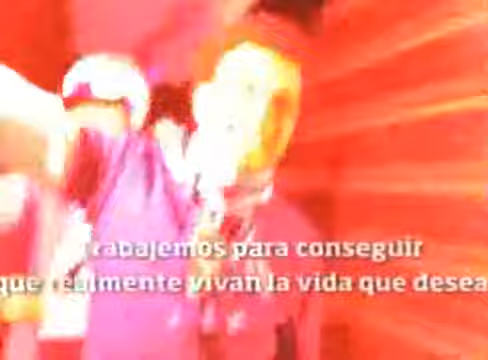 Trabajemos para conseguir
que realmente vivan la vida que desea